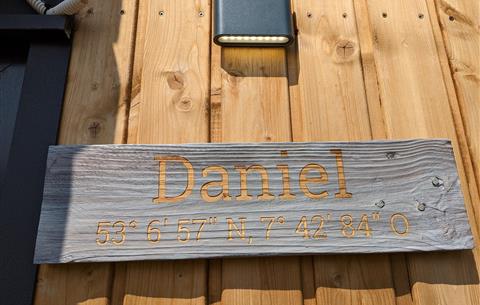 Daniel
53° 6' 57" N, 7° 42' 84" O